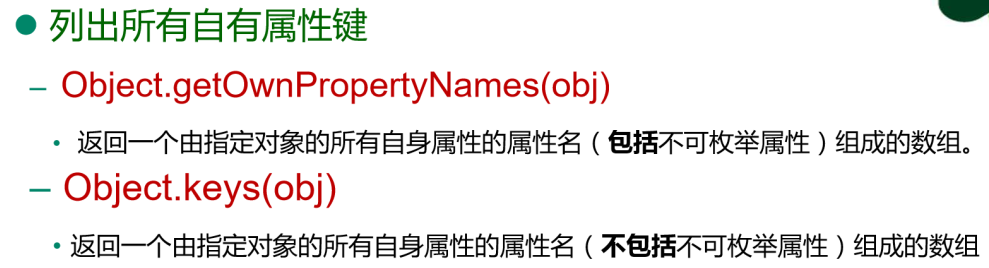 ● 列出所有自有属性键
– Object.getOwnPropertyNames(obj)
• 返回一个由指定对象的所有自身属性的属性名（包括不可枚举属性）组成的数组。
– Object.keys(obj)
• 返回一个由指定对象的所有自身属性的属性名（不包括不可枚举属性）组成的数组